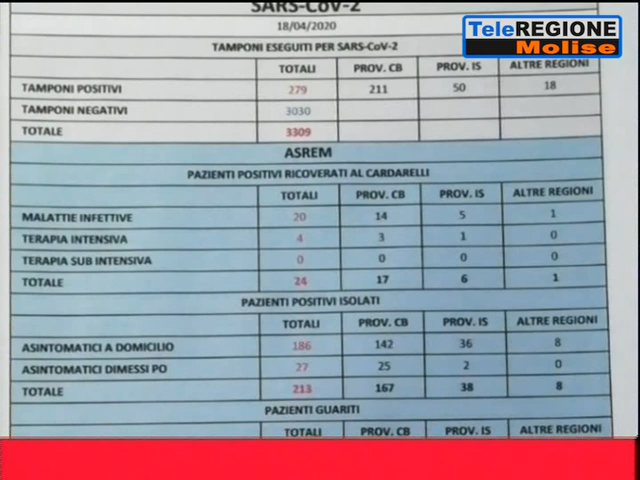 SARS-CoV-2
TeleREGIONE
Molise
18/04/2020
TAMPONI ESEGUITI PER SARS-CoV-2
TOTALI PROV. CB PROV. IS ALTRE REGIONI
TAMPONI POSITIVI 279 211 50 18
TAMPONI NEGATIVI 3030
TOTALE 3309
ASREM
PAZIENTI POSITIVI RICOVERATI AL CARDARELLI
TOTALI PROV. CB PROV. IS ALTRE REGIONI
MALATTIE INFETTIVE 20 14 5 1
TERAPIA INTENSIVA 4 3 1 0
TERAPIA SUB INTENSIVA 0 0 0 0
TOTALE 24 17 6 1
PAZIENTI POSITIVI ISOLATI
TOTALI PROV. CB PROV. IS ALTRE REGIONI
ASINTOMATICI A DOMICILIO 186 142 36 8
ASINTOMATICI DIMESSI PO 27 25 2 0
TOTALE 213 167 38 8
PAZIENTI GUARITI
TOTALI PROV. CB PROV. IS ALTRE REGIONI